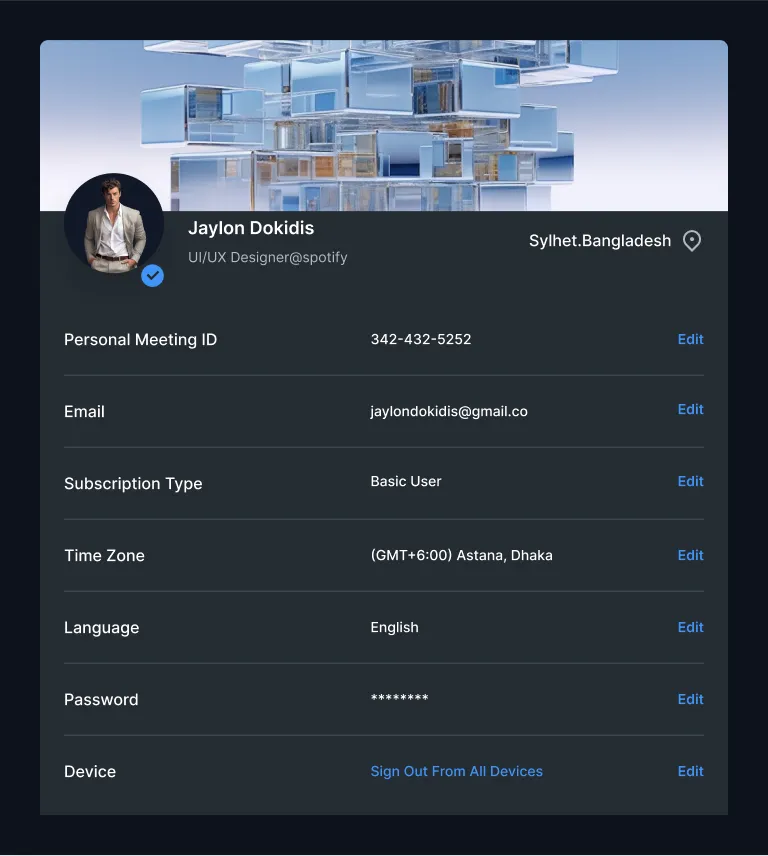 Jaylon Dokidis
UI/UX Designer@spotify
Sylhet.Bangladesh
Personal Meeting ID 342-432-5252 Edit
Email jaylondokidis@gmail.co Edit
Subscription Type Basic User Edit
Time Zone (GMT+6:00) Astana, Dhaka Edit
Language English Edit
Password ******** Edit
Device Sign Out From All Devices Edit